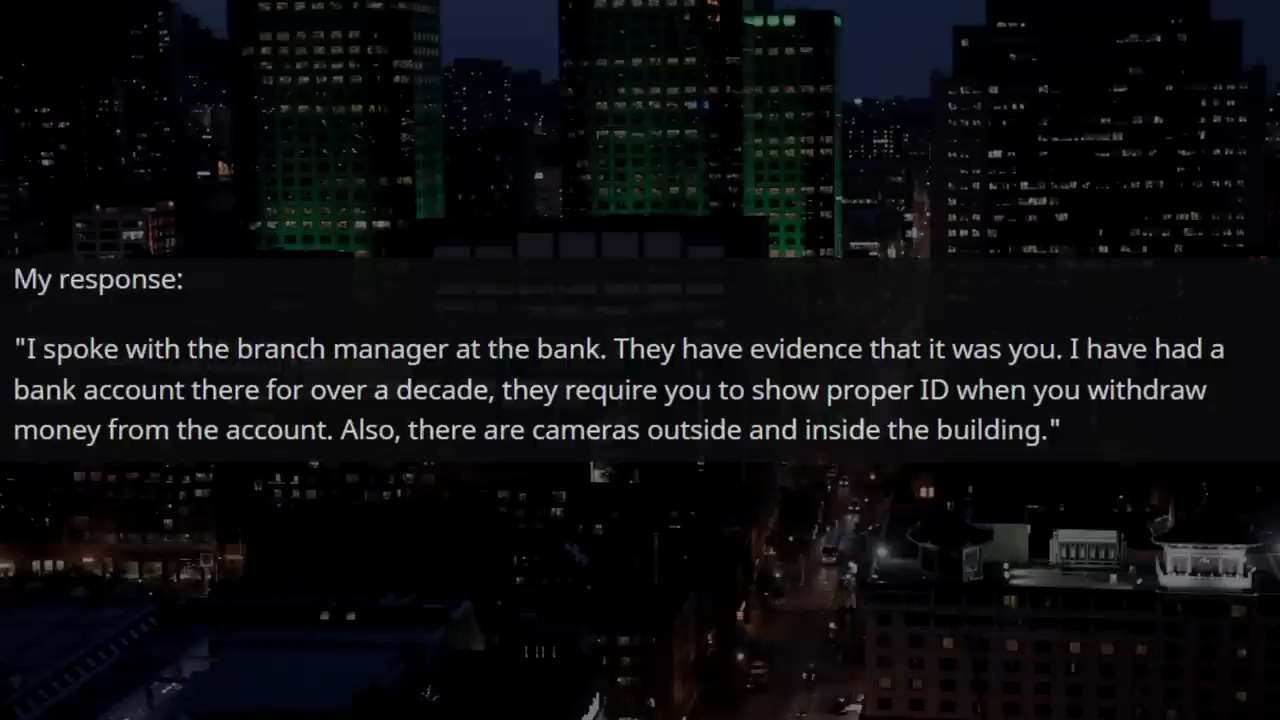 My response:
"I spoke with the branch manager at the bank. They have evidence that it was you. I have had a
bank account there for over a decade, they require you to show proper ID when you withdraw
money from the account. Also, there are cameras outside and inside the building."